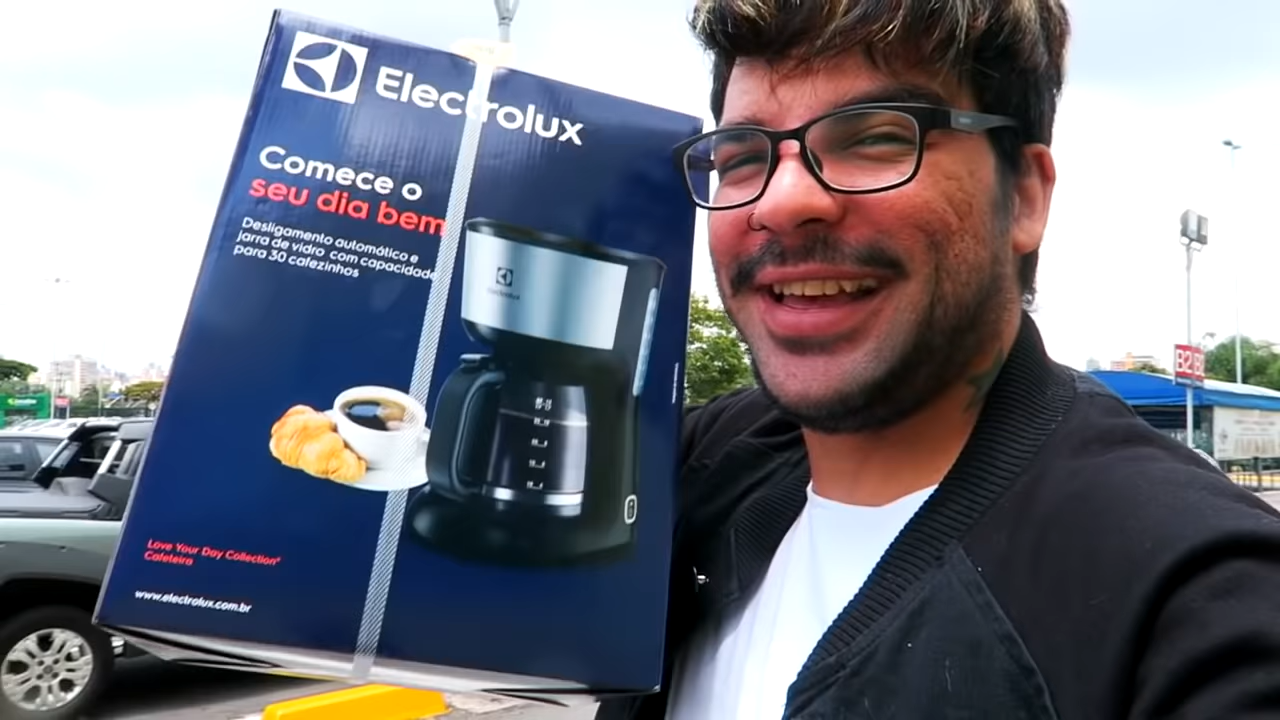 Electrolux
Comece o
seu dia bem
Desligamento automático e
jarra de vidro com capacidade
para 30 cafezinhos
Electrolux
Love Your Day Collection®
Cafeteira
www.electrolux.com.br
B2